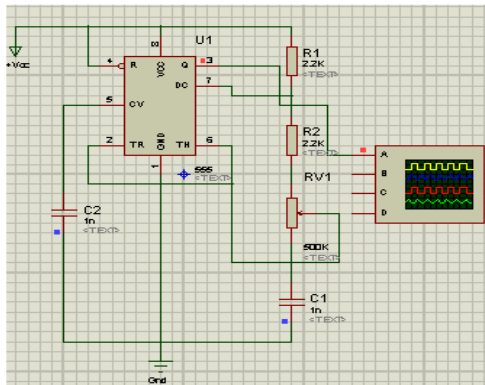 U1
R1
2.2K
<TEXT>
4
R
VCC
8
Q
3
DC
7
5
CV
2
TR
GND
1
TH
6
555
<TEXT>
R2
2.2K
<TEXT>
RV1
500K
<TEXT>
A
B
C
D
C2
1n
<TEXT>
C1
1n
<TEXT>
Gnd